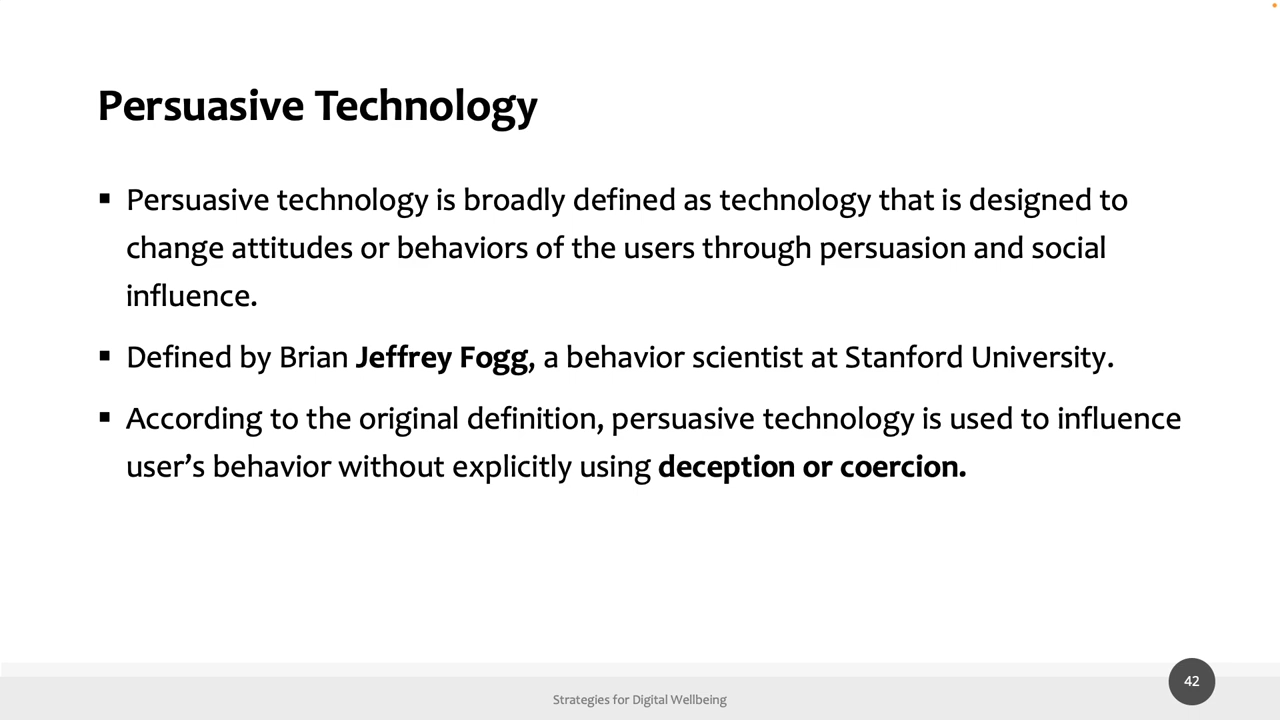 Persuasive Technology
▪ Persuasive technology is broadly defined as technology that is designed to
change attitudes or behaviors of the users through persuasion and social
influence.
▪ Defined by Brian Jeffrey Fogg, a behavior scientist at Stanford University.
▪ According to the original definition, persuasive technology is used to influence
user’s behavior without explicitly using deception or coercion.
Strategies for Digital Wellbeing
42